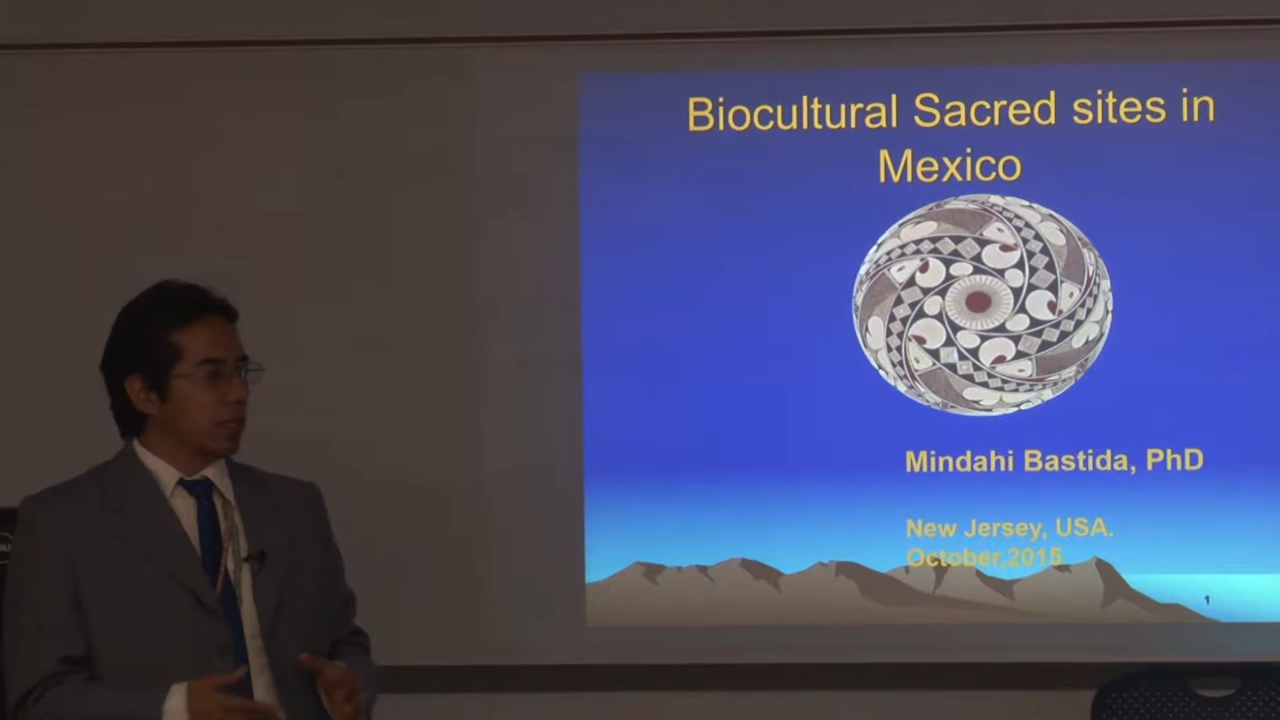 Biocultural Sacred sites in
Mexico
Mindahi Bastida, PhD
New Jersey, USA.
October,2015
1